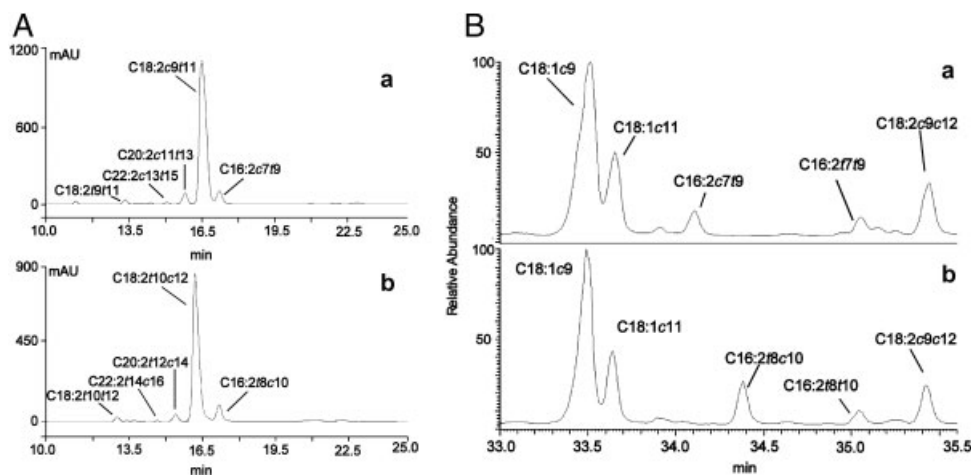 A
B
1200
mAU
a
C18:2c9t11
600
C20:2c11t13
C22:2c13t15
C18:2t9t11
C16:2c7t9
0
10.0 13.5 16.5 19.5 22.5 25.0
min
900
mAU
b
C18:2t10c12
450
C20:2t12c14
C22:2t14c16
C18:2t10t12
C16:2t8c10
0
10.0 13.5 16.5 19.5 22.5 25.0
min
Relative Abundance
100
a
C18:1c9
C18:1c11
50
C16:2c7t9
C16:2t7t9
C18:2c9c12
100
b
C18:1c9
C18:1c11
50
C16:2t8c10
C16:2t8t10
C18:2c9c12
33.0 33.5 34.0 34.5 35.0 35.5
min